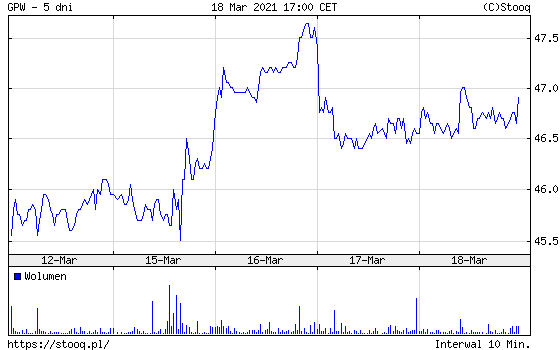 GPW - 5 dni 18 Mar 2021 17:00 CET (C)Stooq
47.5
47.0
46.5
46.0
45.5
12-Mar 15-Mar 16-Mar 17-Mar 18-Mar
Wolumen
https://stooq.pl/ Interwal 10 Min.